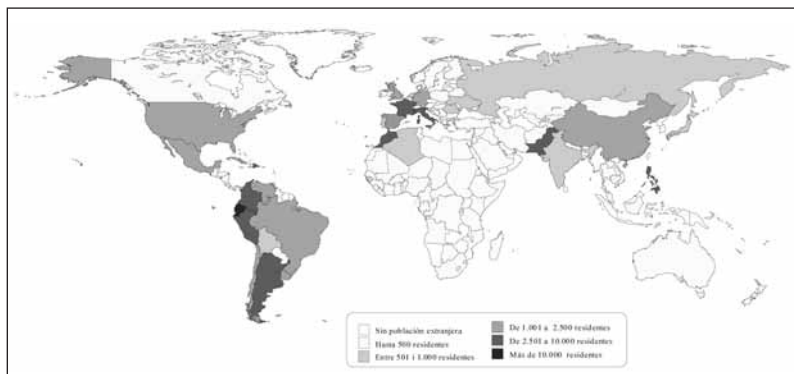 Sin población extranjera
Hasta 500 residentes
Entre 501 i 1.000 residentes
De 1.001 a 2.500 residentes
De 2.501 a 10.000 residentes
Más de 10.000 residentes